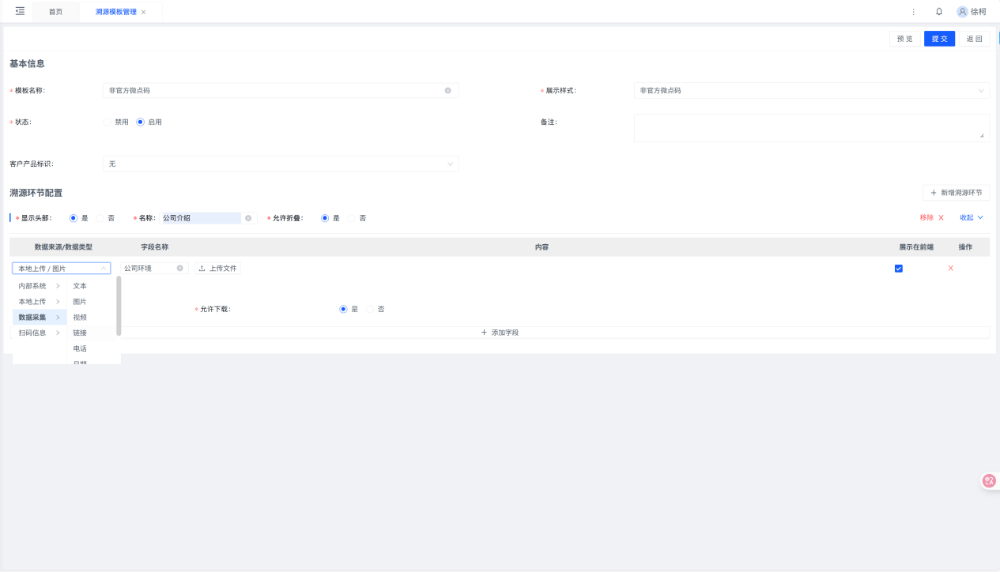 首页 溯源模板管理 徐柯
预 览 提 交 返 回
基本信息
* 模板名称: 非官方微点码 * 展示样式: 非官方微点码
* 状态: 禁用 启用 备注:
客户产品标识: 无
溯源环节配置 + 新增溯源环节
* 显示头部: 是 否 * 名称: 公司介绍 * 允许折叠: 是 否 移除 收起
数据来源/数据类型 字段名称 内容 展示在前端 操作
本地上传 / 图片 公司环境 上传文件
内部系统 > 文本
本地上传 > 图片
* 允许下载: 是 否
数据采集 > 视频
扫码信息 > 链接 + 添加字段
电话
日期